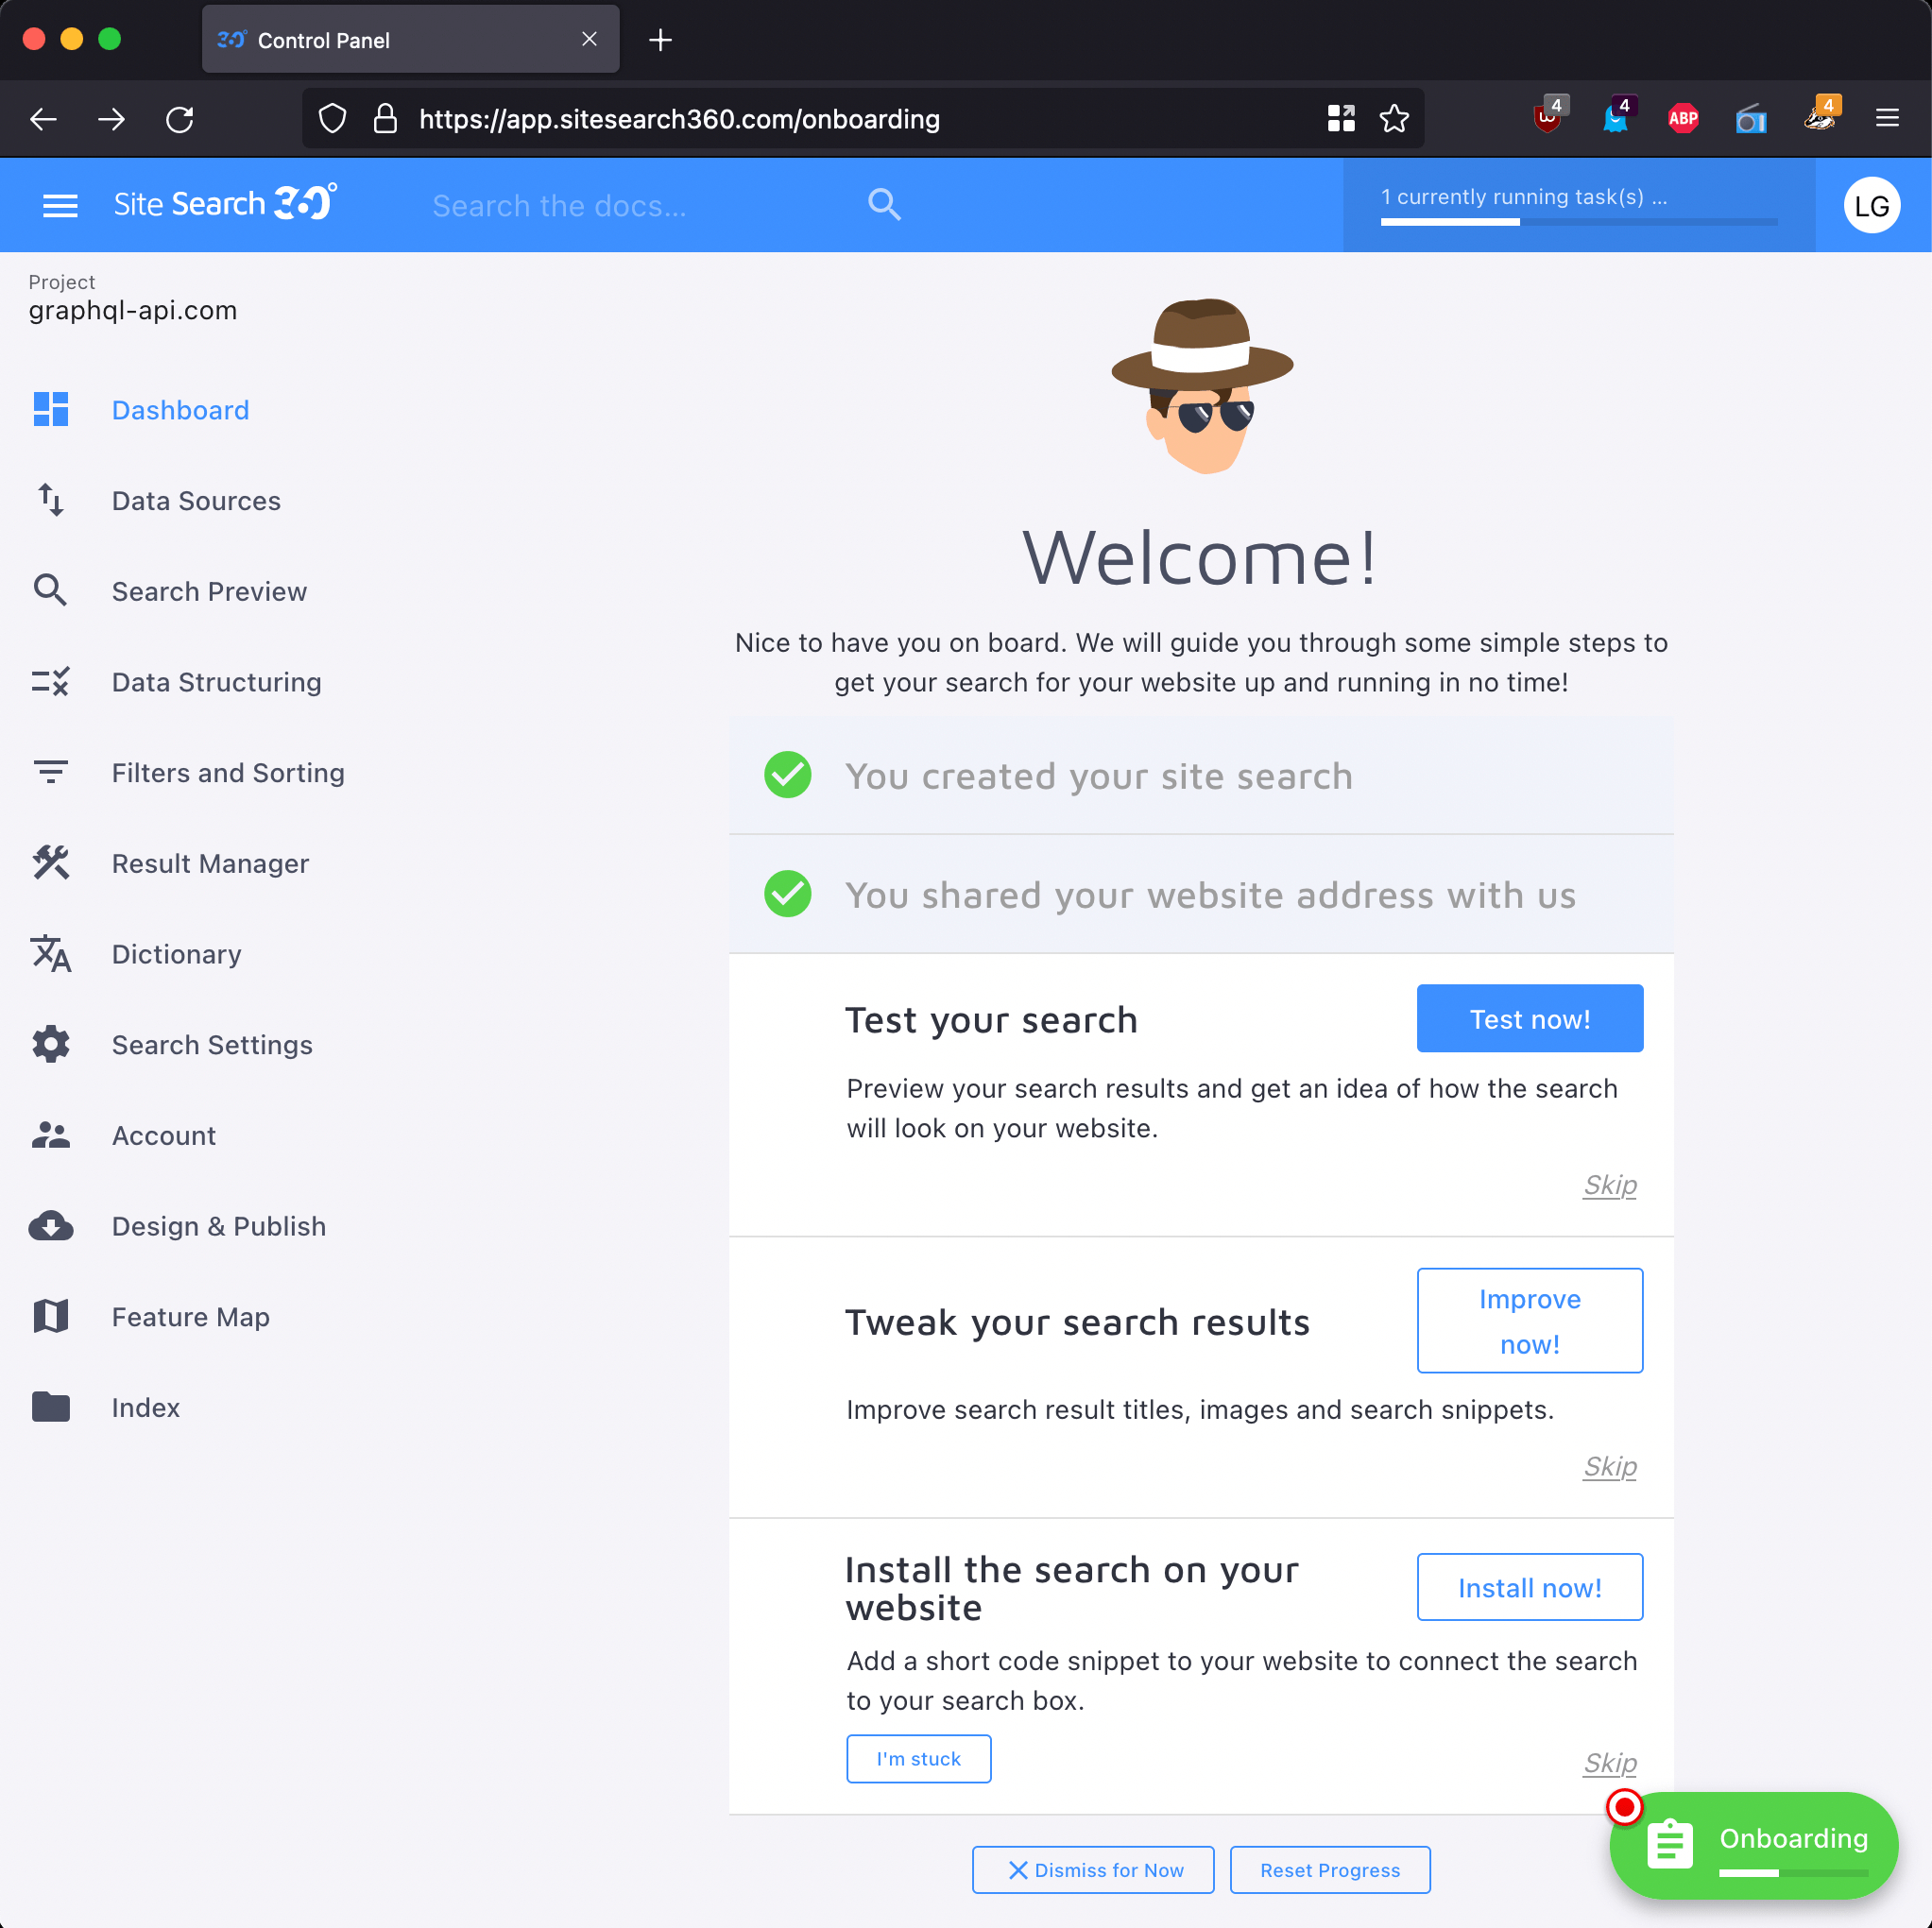 Control Panel
https://app.sitesearch360.com/onboarding
4
4
ABP
4
Site Search 360°
Search the docs...
1 currently running task(s) ...
LG
Project
graphql-api.com
Dashboard
Data Sources
Search Preview
Data Structuring
Filters and Sorting
Result Manager
Dictionary
Search Settings
Account
Design & Publish
Feature Map
Index
Welcome!
Nice to have you on board. We will guide you through some simple steps to
get your search for your website up and running in no time!
You created your site search
You shared your website address with us
Test your search
Test now!
Preview your search results and get an idea of how the search
will look on your website.
Skip
Tweak your search results
Improve
now!
Improve search result titles, images and search snippets.
Skip
Install the search on your
website
Install now!
Add a short code snippet to your website to connect the search
to your search box.
I'm stuck
Skip
Onboarding
Dismiss for Now
Reset Progress